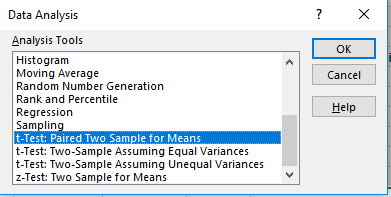 Data Analysis
?
×
Analysis Tools
Histogram
Moving Average
Random Number Generation
Rank and Percentile
Regression
Sampling
t-Test: Paired Two Sample for Means
t-Test: Two-Sample Assuming Equal Variances
t-Test: Two-Sample Assuming Unequal Variances
z-Test: Two Sample for Means
OK
Cancel
Help